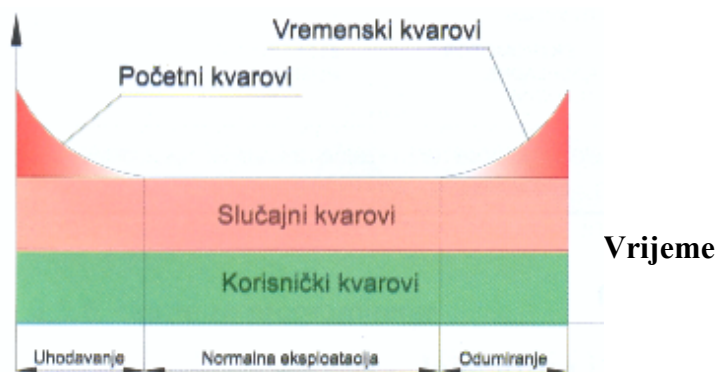 Vremenski kvarovi
Početni kvarovi
Slučajni kvarovi
Vrijeme
Korisnički kvarovi
Uhodavanje Normalna eksploatacija Odumiranje